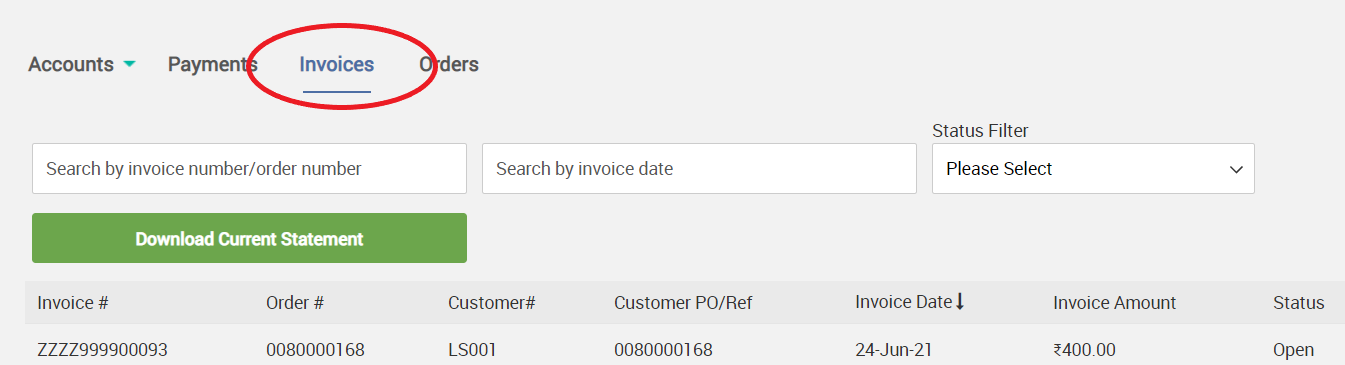 Accounts Payments Invoices Orders
Status Filter
Search by invoice number/order number Search by invoice date Please Select
Download Current Statement
Invoice # Order # Customer# Customer PO/Ref Invoice Date Invoice Amount Status
ZZZZ999900093 0080000168 LS001 0080000168 24-Jun-21 ₹400.00 Open